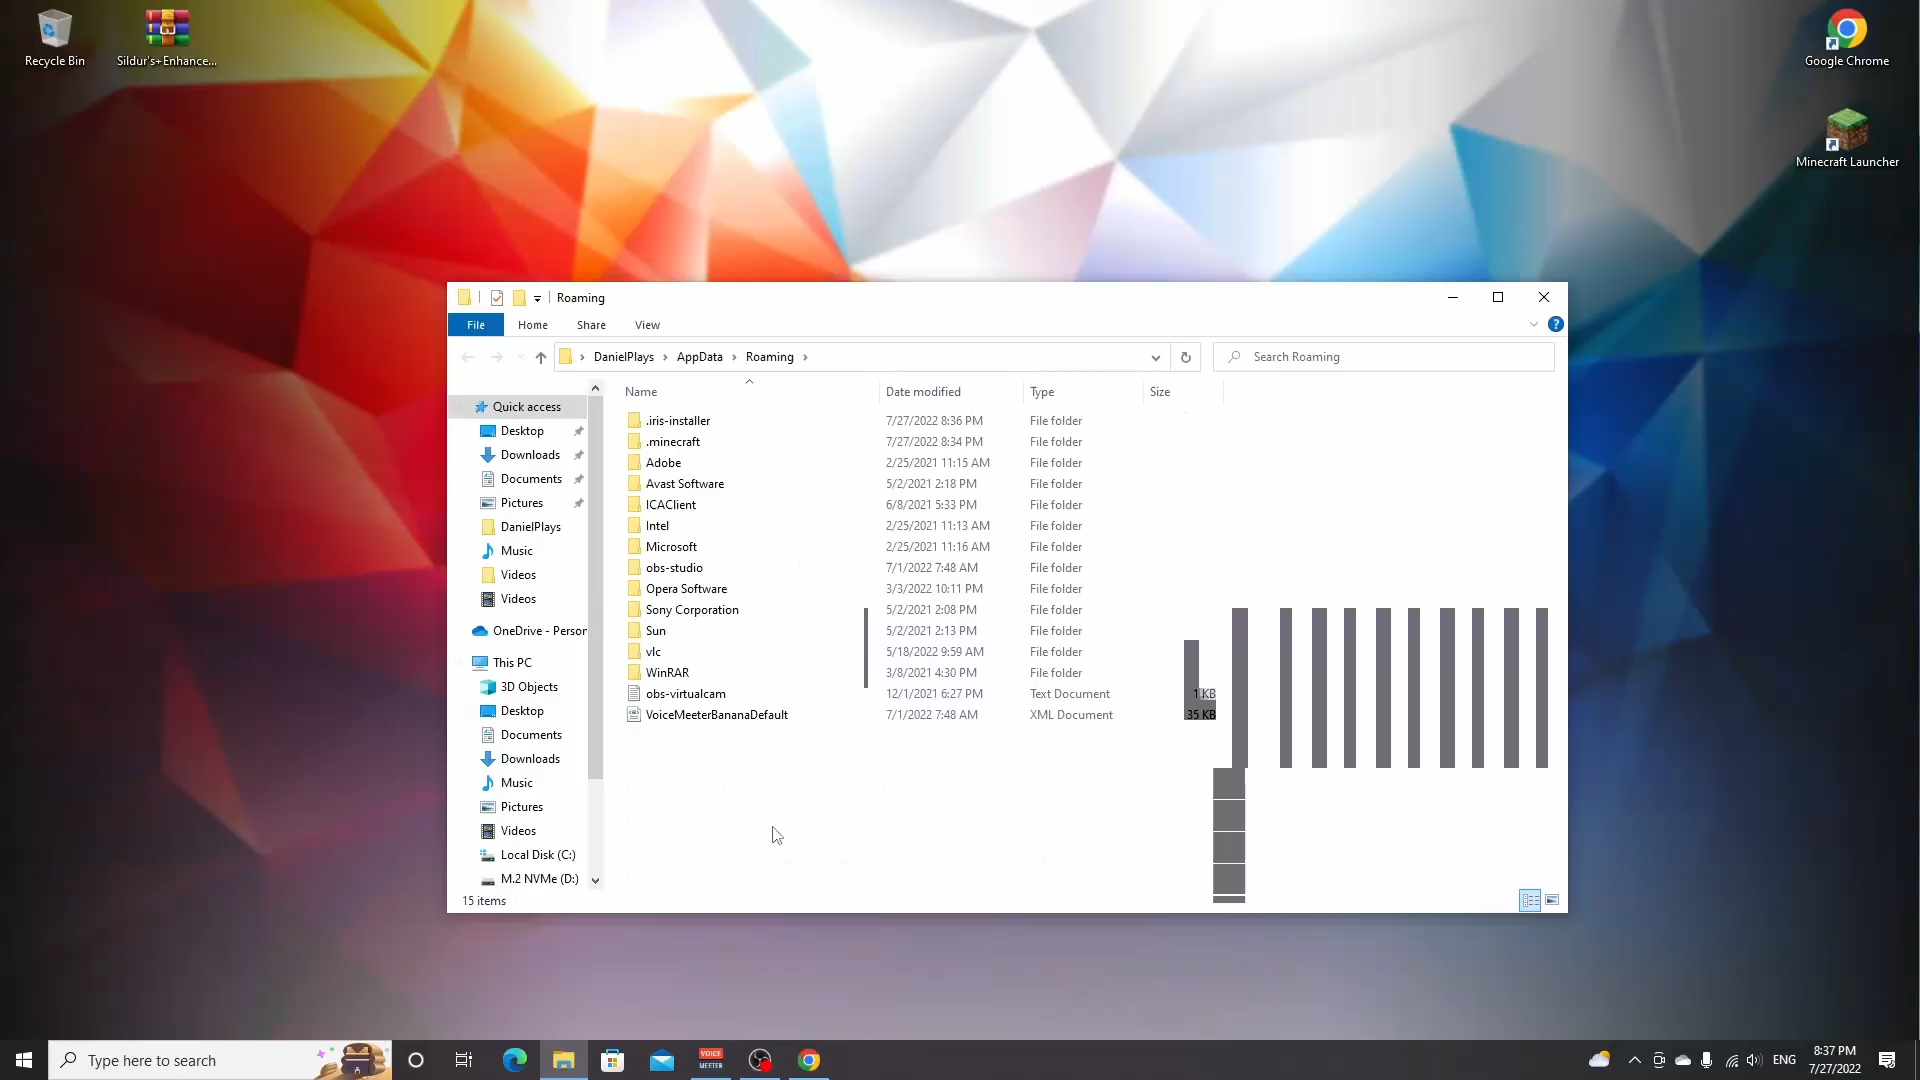 Recycle Bin
Sildur's+Enhance...
Google Chrome
Minecraft Launcher
Roaming
File Home Share View
DanielPlays AppData Roaming
Search Roaming
Name Date modified Type Size
Quick access
Desktop
Downloads
Documents
Pictures
DanielPlays
Music
Videos
Videos
OneDrive - Person
This PC
3D Objects
Desktop
Documents
Downloads
Music
Pictures
Videos
Local Disk (C:)
M.2 NVMe (D:)
.iris-installer 7/27/2022 8:36 PM File folder
.minecraft 7/27/2022 8:34 PM File folder
Adobe 2/25/2021 11:15 AM File folder
Avast Software 5/2/2021 2:18 PM File folder
ICAClient 6/8/2021 5:33 PM File folder
Intel 2/25/2021 11:13 AM File folder
Microsoft 2/25/2021 11:16 AM File folder
obs-studio 7/1/2022 7:48 AM File folder
Opera Software 3/3/2022 10:11 PM File folder
Sony Corporation 5/2/2021 2:08 PM File folder
Sun 5/2/2021 2:13 PM File folder
vlc 5/18/2022 9:59 AM File folder
WinRAR 3/8/2021 4:30 PM File folder
obs-virtualcam 12/1/2021 6:27 PM Text Document 1 KB
VoiceMeeterBananaDefault 7/1/2022 7:48 AM XML Document 35 KB
15 items
Type here to search
VOICE
MEETER
ENG
8:37 PM
7/27/2022